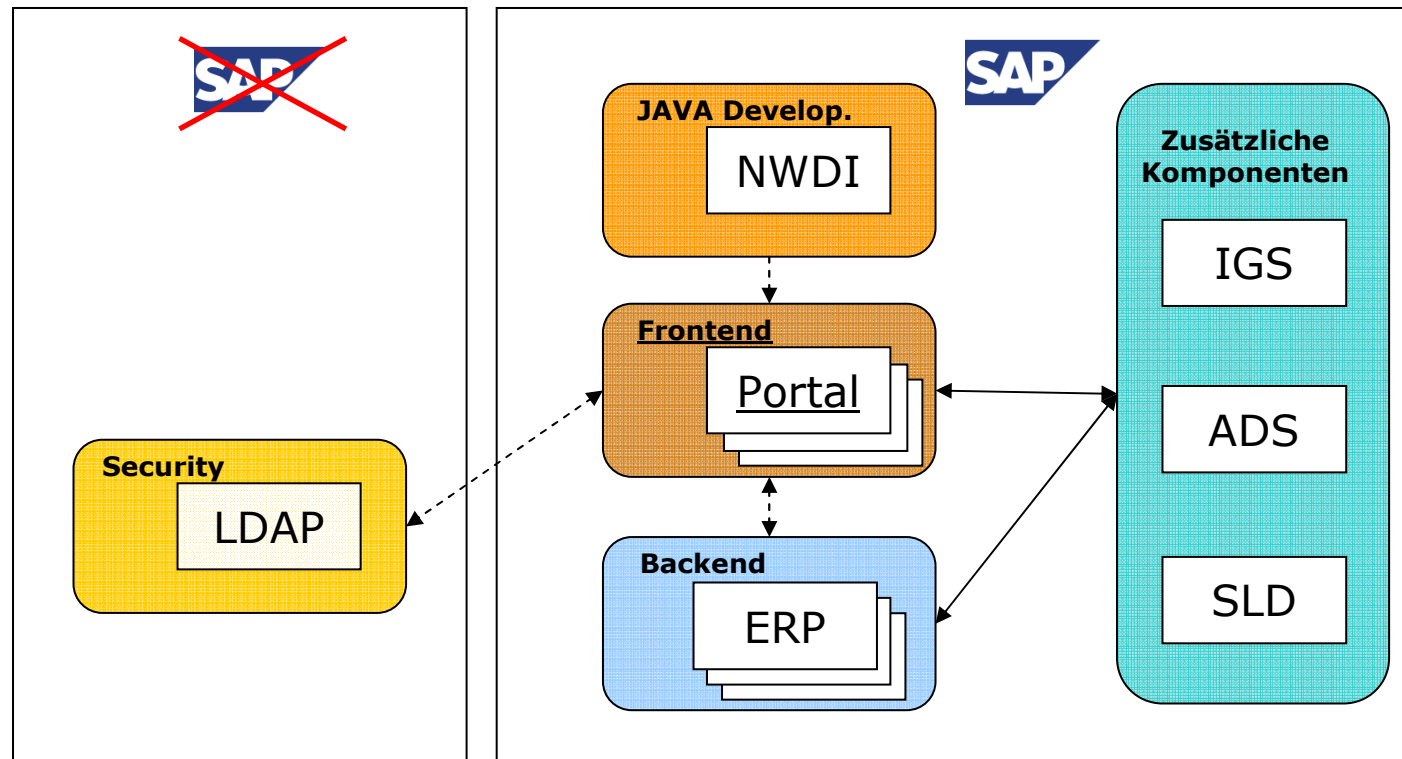 SAP
Security
LDAP
SAP
JAVA Develop.
NWDI
Frontend
Portal
Backend
ERP
Zusätzliche
Komponenten
IGS
ADS
SLD